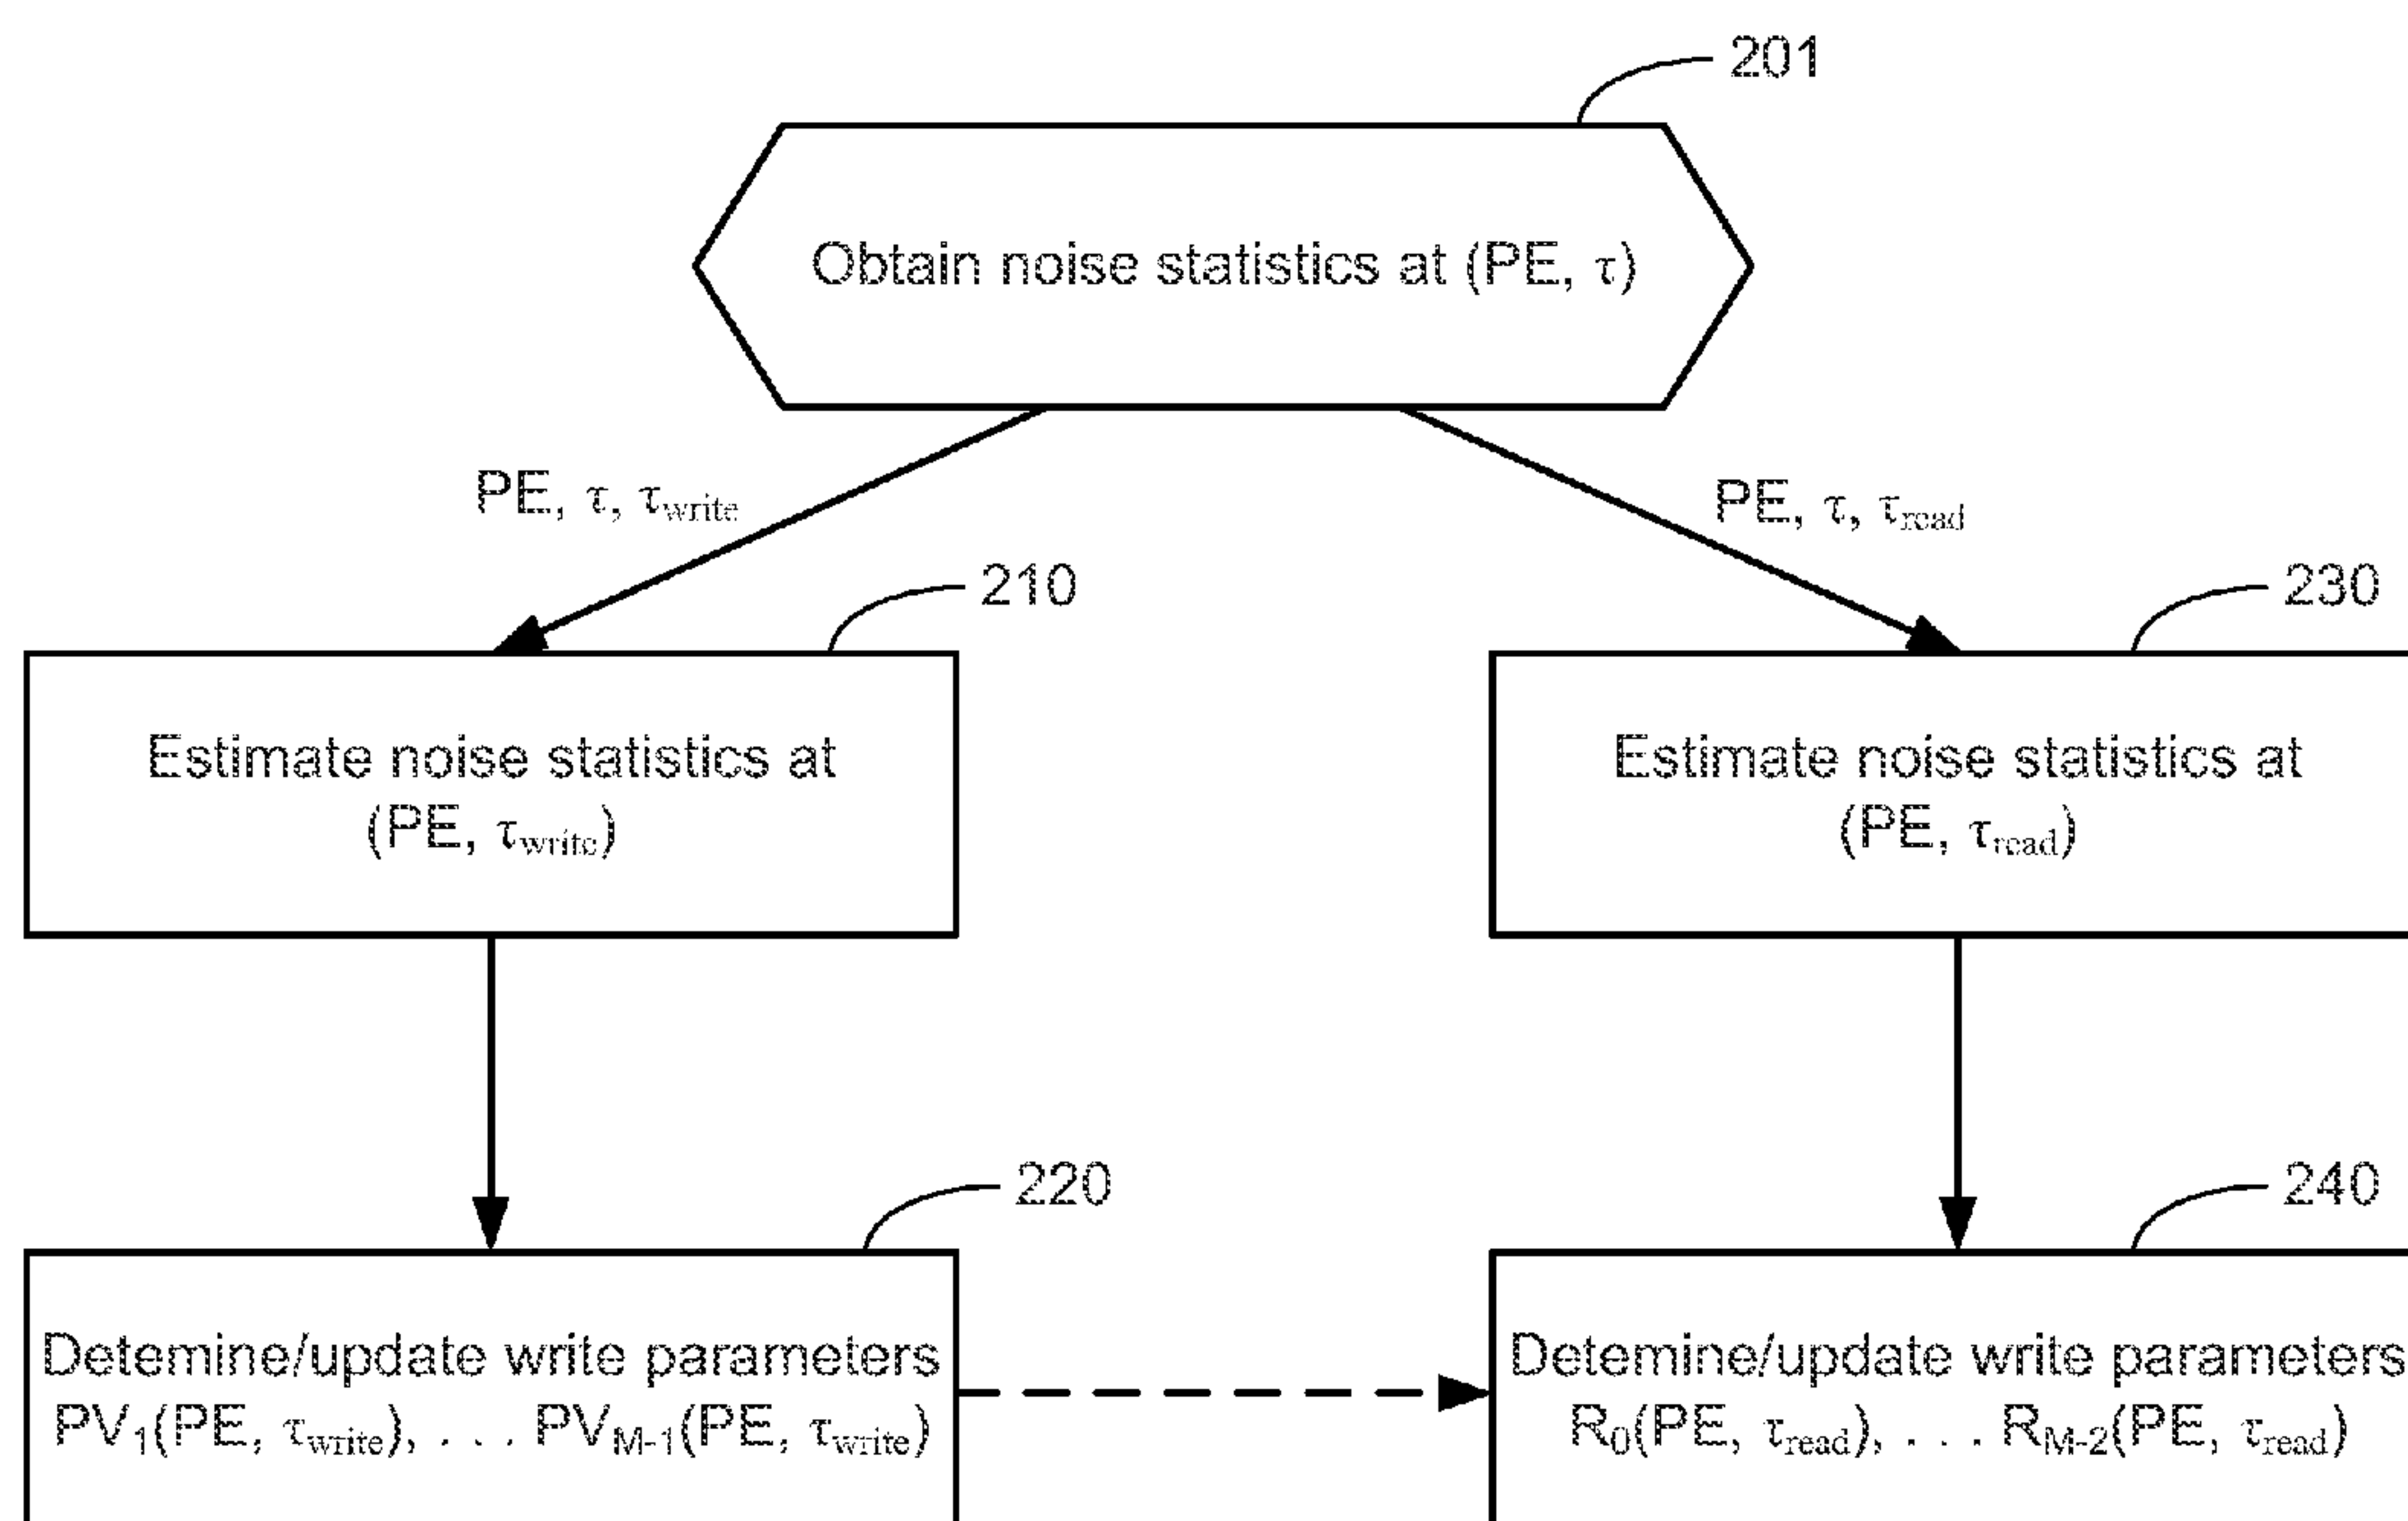 201
Obtain noise statistics at (PE, τ)
PE, τ, τwrite
PE, τ, τread
210
230
Estimate noise statistics at
(PE, τwrite)
Estimate noise statistics at
(PE, τread)
220
240
Detemine/update write parameters
PV1(PE, τwrite), . . . PVM-1(PE, τwrite)
Detemine/update write parameters
R0(PE, τread), . . . RM-2(PE, τread)